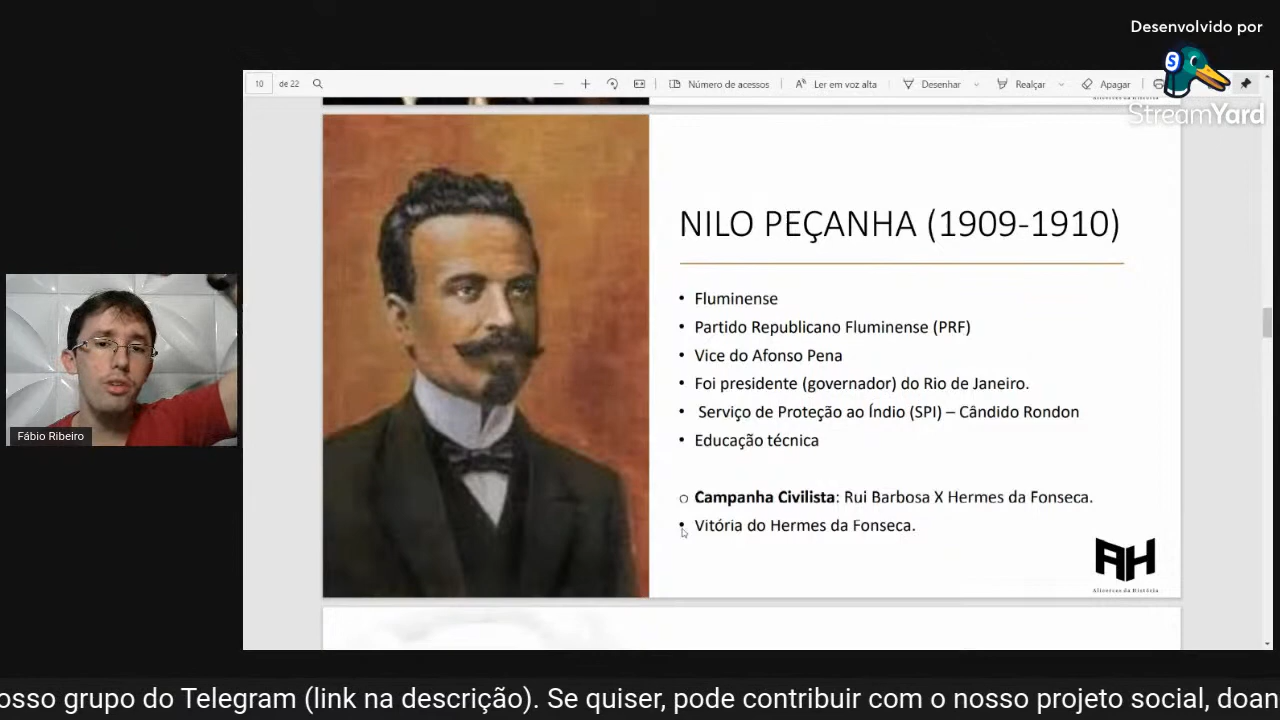 Desenvolvido por
S
StreamYard
10 de 22
Número de acessos
Ler em voz alta
Desenhar
Realçar
Apagar
NILO PEÇANHA (1909-1910)
• Fluminense
• Partido Republicano Fluminense (PRF)
• Vice do Afonso Pena
• Foi presidente (governador) do Rio de Janeiro.
• Serviço de Proteção ao Índio (SPI) – Cândido Rondon
• Educação técnica
o Campanha Civilista: Rui Barbosa X Hermes da Fonseca.
• Vitória do Hermes da Fonseca.
AH
Alicerces da História
Fábio Ribeiro
osso grupo do Telegram (link na descrição). Se quiser, pode contribuir com o nosso projeto social, doan